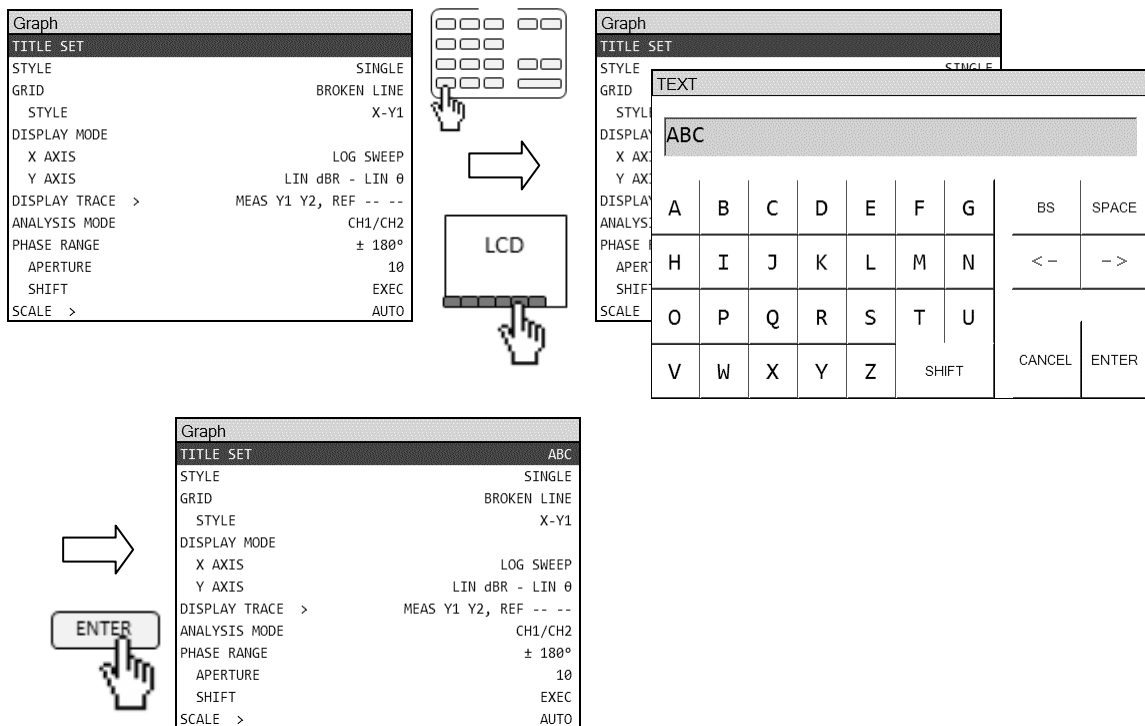 Graph
TITLE SET
STYLE SINGLE
GRID BROKEN LINE
STYLE X-Y1
DISPLAY MODE
X AXIS LOG SWEEP
Y AXIS LIN dBR - LIN θ
DISPLAY TRACE > MEAS Y1 Y2, REF -- --
ANALYSIS MODE CH1/CH2
PHASE RANGE ± 180°
APERTURE 10
SHIFT EXEC
SCALE > AUTO
LCD
Graph
TITLE SET
STYLE SINGLE
GRID
STYL
DISPLAY
X AX
Y AX
DISPLAY
ANALYS
PHASE
APER
SHIF
SCALE
TEXT
ABC
A B C D E F G BS SPACE
H I J K L M N <- ->
O P Q R S T U
V W X Y Z SHIFT CANCEL ENTER
ENTER
Graph
TITLE SET ABC
STYLE SINGLE
GRID BROKEN LINE
STYLE X-Y1
DISPLAY MODE
X AXIS LOG SWEEP
Y AXIS LIN dBR - LIN θ
DISPLAY TRACE > MEAS Y1 Y2, REF -- --
ANALYSIS MODE CH1/CH2
PHASE RANGE ± 180°
APERTURE 10
SHIFT EXEC
SCALE > AUTO